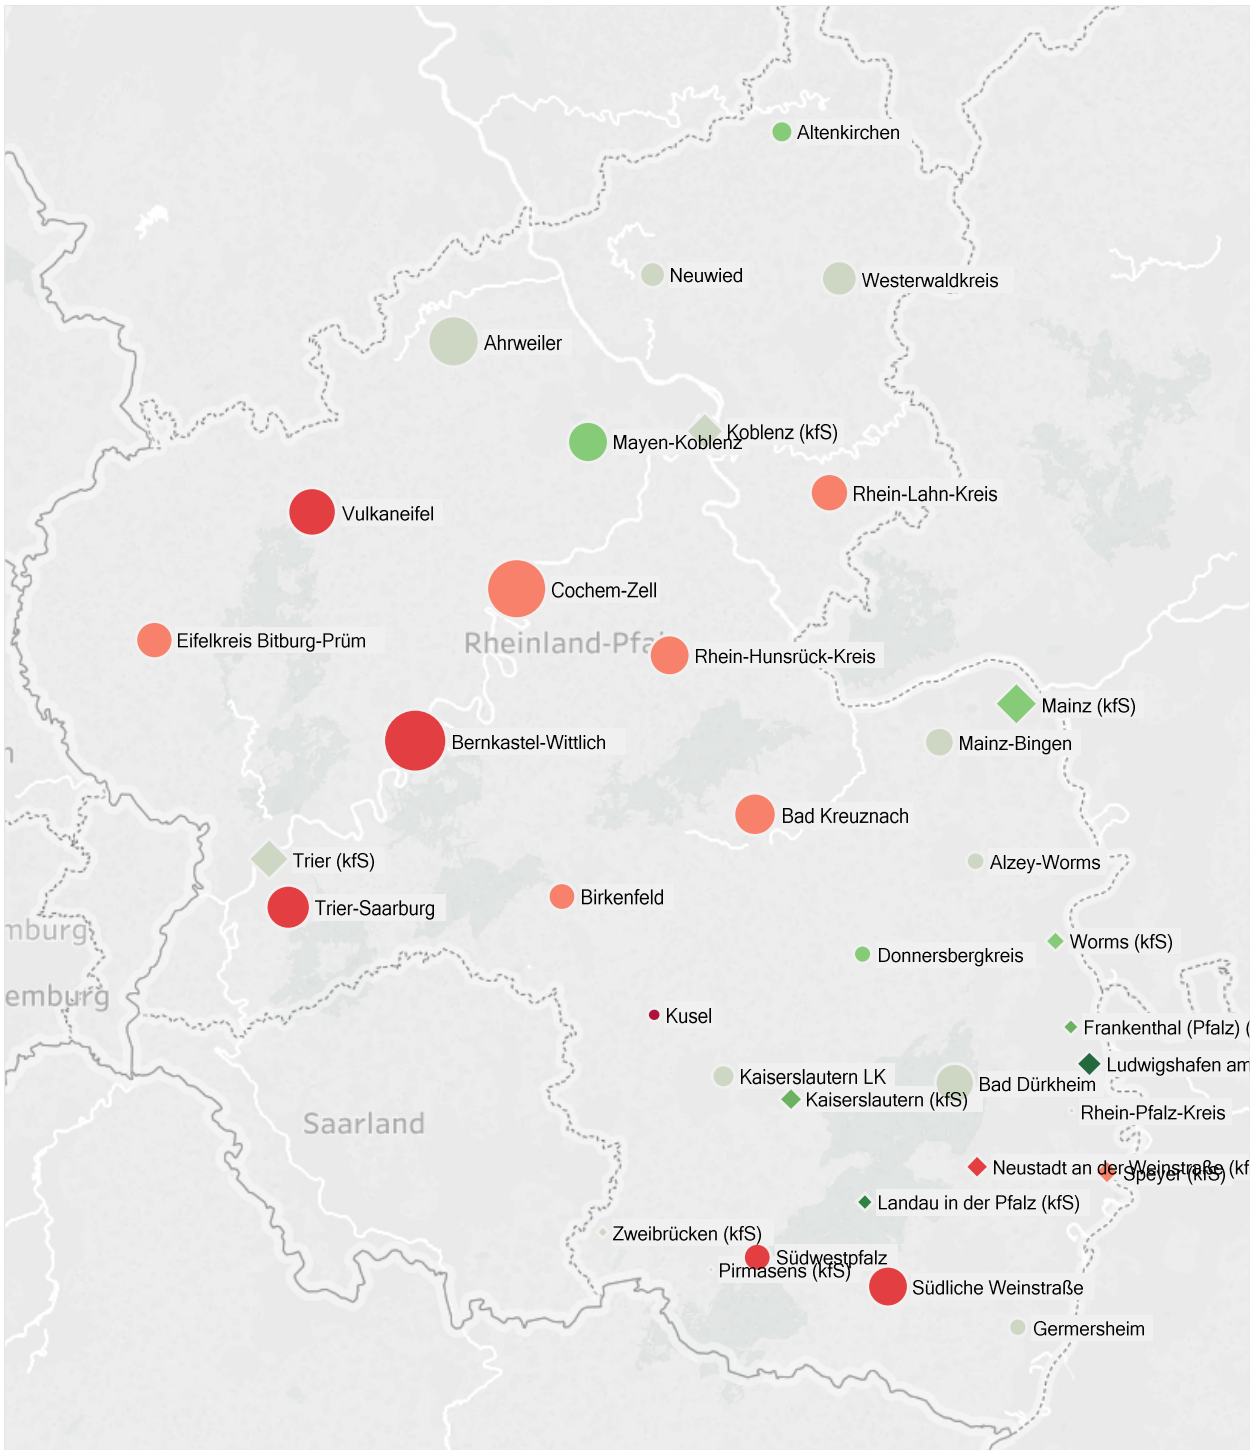 Altenkirchen
Neuwied
Westerwaldkreis
Ahrweiler
Koblenz (kfS)
Mayen-Koblenz
Rhein-Lahn-Kreis
Vulkaneifel
Cochem-Zell
Eifelkreis Bitburg-Prüm
Rheinland-Pfal
Rhein-Hunsrück-Kreis
Mainz (kfS)
Bernkastel-Wittlich
Mainz-Bingen
n
Bad Kreuznach
Trier (kfS)
Alzey-Worms
Birkenfeld
Trier-Saarburg
mburg
Worms (kfS)
Donnersbergkreis
emburg
Kusel
Frankenthal (Pfalz) (
Ludwigshafen am
Kaiserslautern LK
Bad Dürkheim
Kaiserslautern (kfS)
Rhein-Pfalz-Kreis
Saarland
Neustadt an der Weinstraße (kf
Speyer (kfS)
Landau in der Pfalz (kfS)
Zweibrücken (kfS)
Südwestpfalz
Pirmasens (kfS)
Südliche Weinstraße
Germersheim